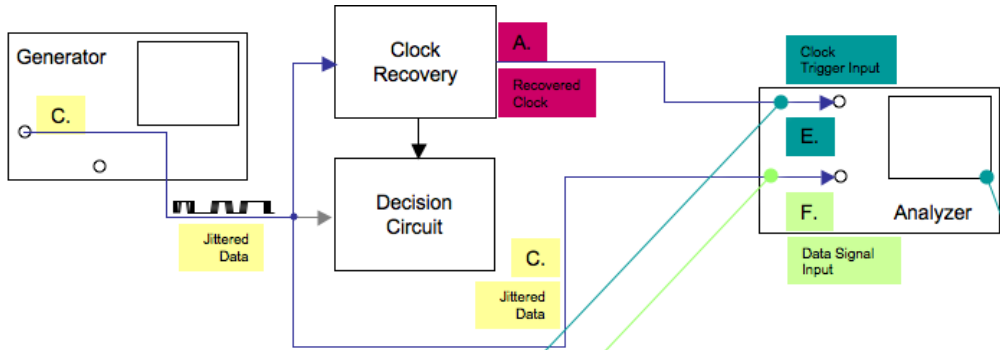 Generator
C.
Jittered
Data
Clock
Recovery
A.
Recovered
Clock
Decision
Circuit
C.
Jittered
Data
Clock
Trigger Input
E.
F.
Analyzer
Data Signal
Input